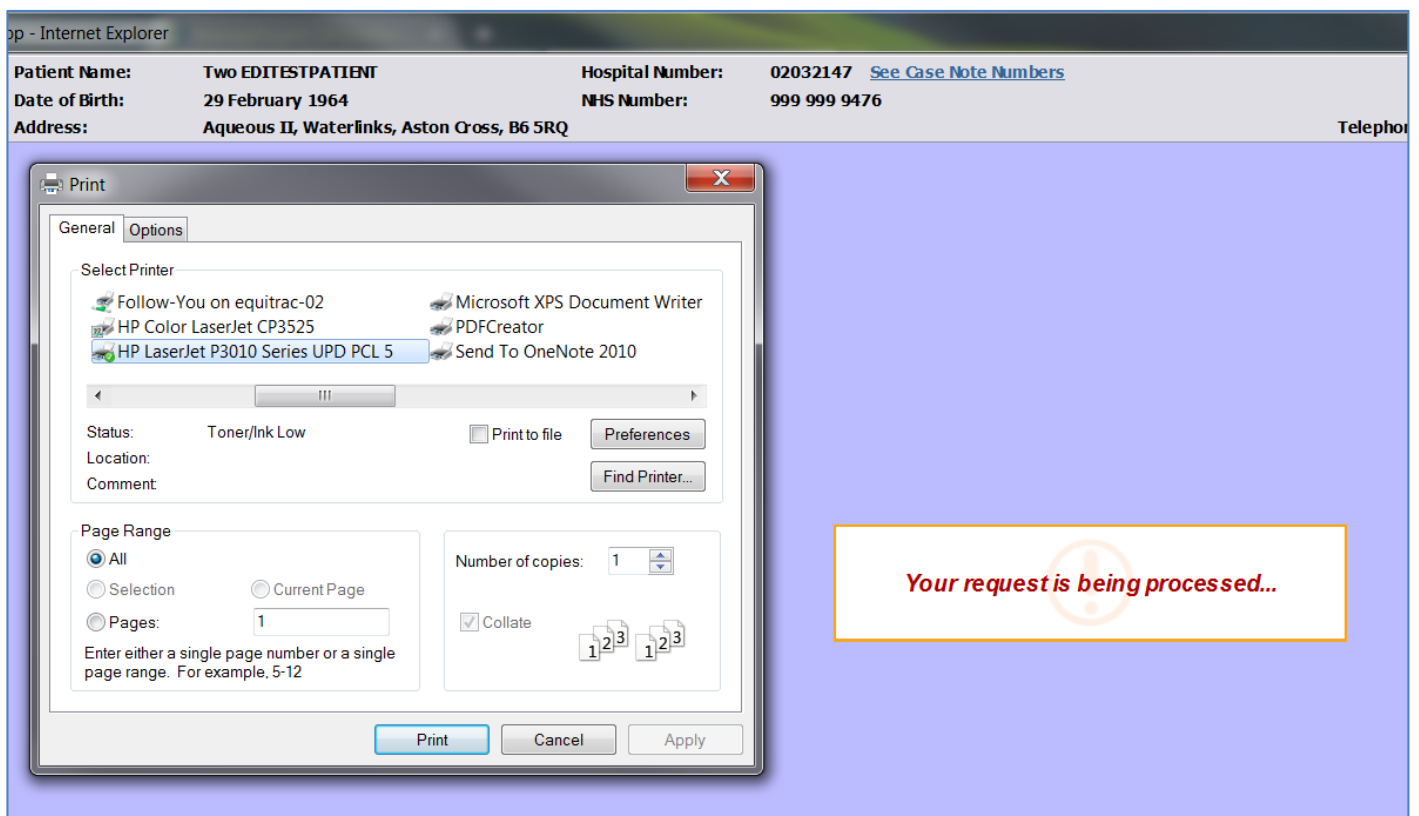 op - Internet Explorer
Patient Name: Two EDITESTPATIENT Hospital Number: 02032147 See Case Note Numbers
Date of Birth: 29 February 1964 NHS Number: 999 999 9476
Address: Aqueous II, Waterlinks, Aston Cross, B6 5RQ Telephon
Print
General Options
Select Printer
Follow-You on equitrac-02 Microsoft XPS Document Writer
HP Color LaserJet CP3525 PDFCreator
HP LaserJet P3010 Series UPD PCL 5 Send To OneNote 2010
Status: Toner/Ink Low Print to file Preferences
Location:
Comment: Find Printer...
Page Range
All Number of copies: 1
Selection Current Page
Pages: 1 Collate
1 2 3 1 2 3
Enter either a single page number or a single
page range. For example, 5-12
Print Cancel Apply
Your request is being processed...